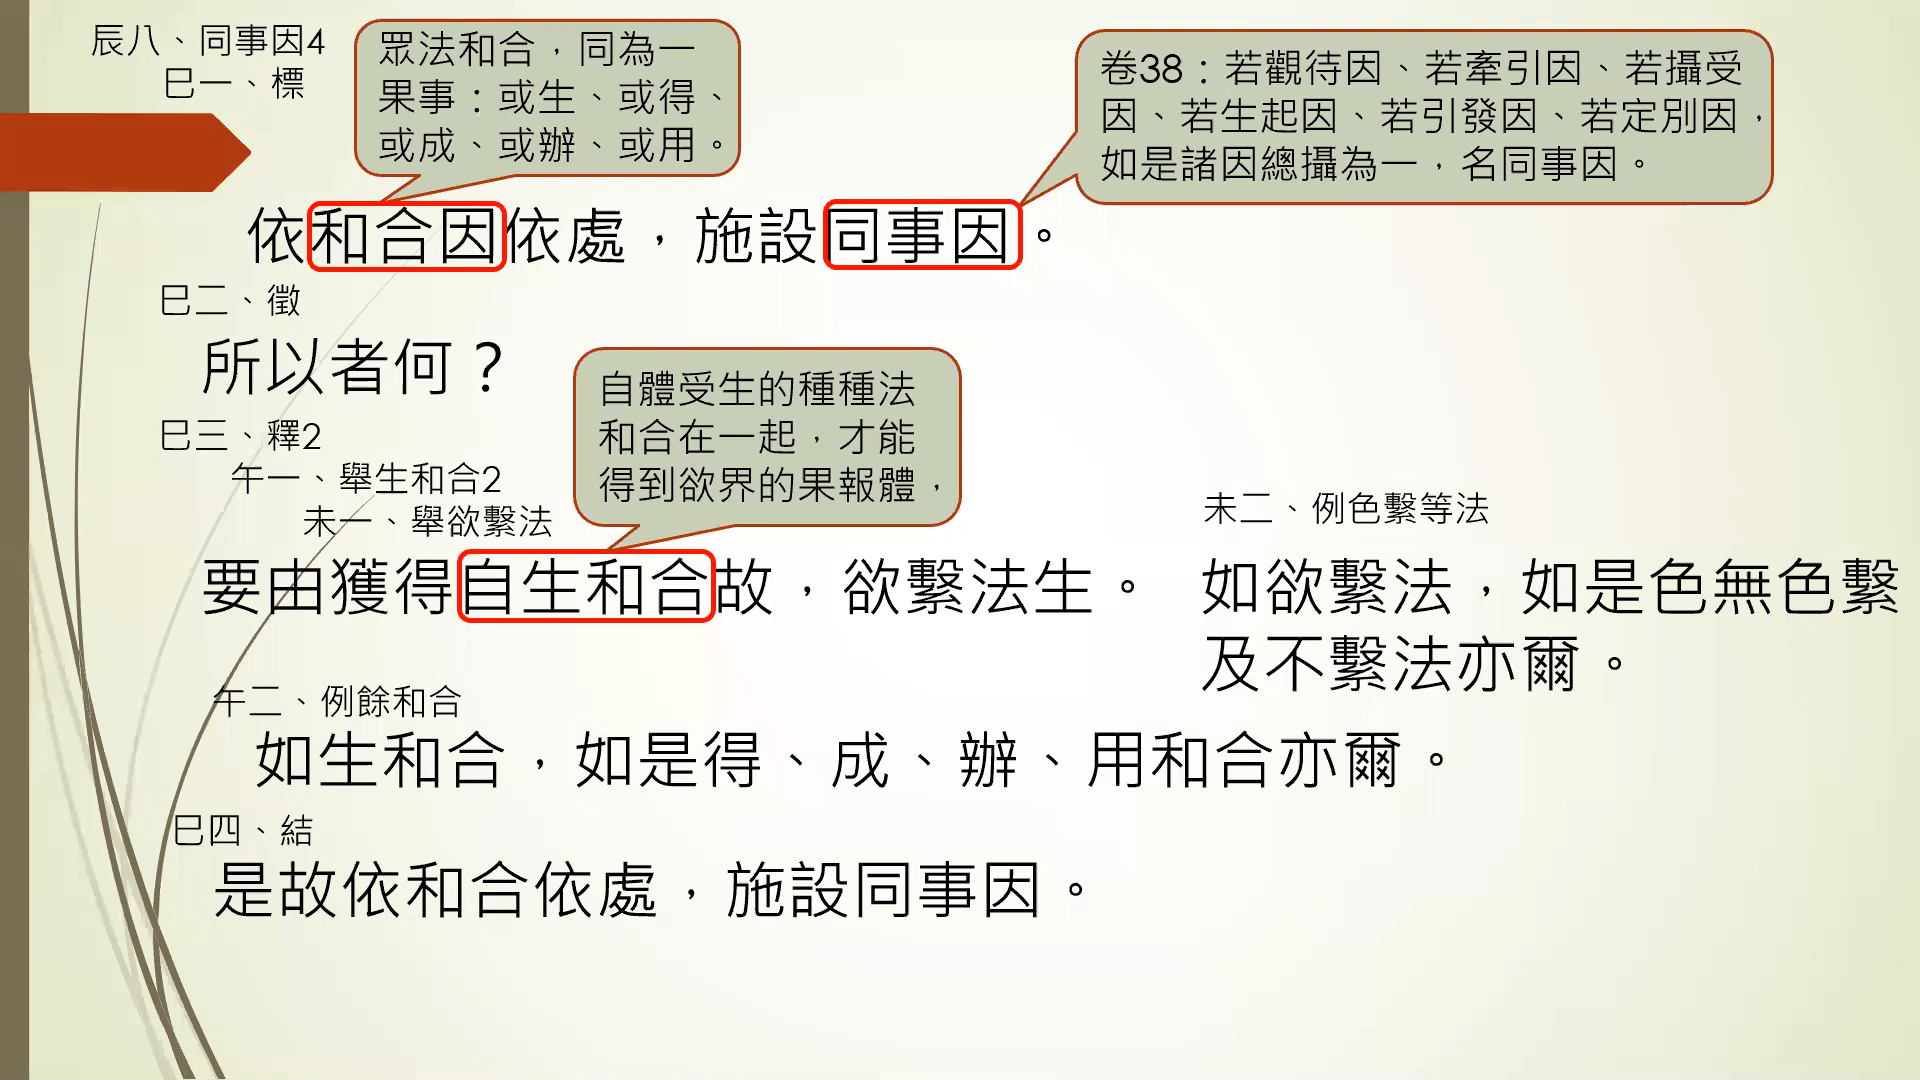 辰八、同事因4
巳一、標
眾法和合，同為一
果事：或生、或得、
或成、或辦、或用。
卷38：若觀待因、若牽引因、若攝受
因、若生起因、若引發因、若定別因，
如是諸因總攝為一，名同事因。
依和合因依處，施設同事因。
巳二、徵
所以者何？
巳三、釋2
午一、舉生和合2
未一、舉欲繫法
自體受生的種種法
和合在一起，才能
得到欲界的果報體，
要由獲得自生和合故，欲繫法生。
未二、例色繫等法
如欲繫法，如是色無色繫
及不繫法亦爾。
午二、例餘和合
如生和合，如是得、成、辦、用和合亦爾。
巳四、結
是故依和合依處，施設同事因。